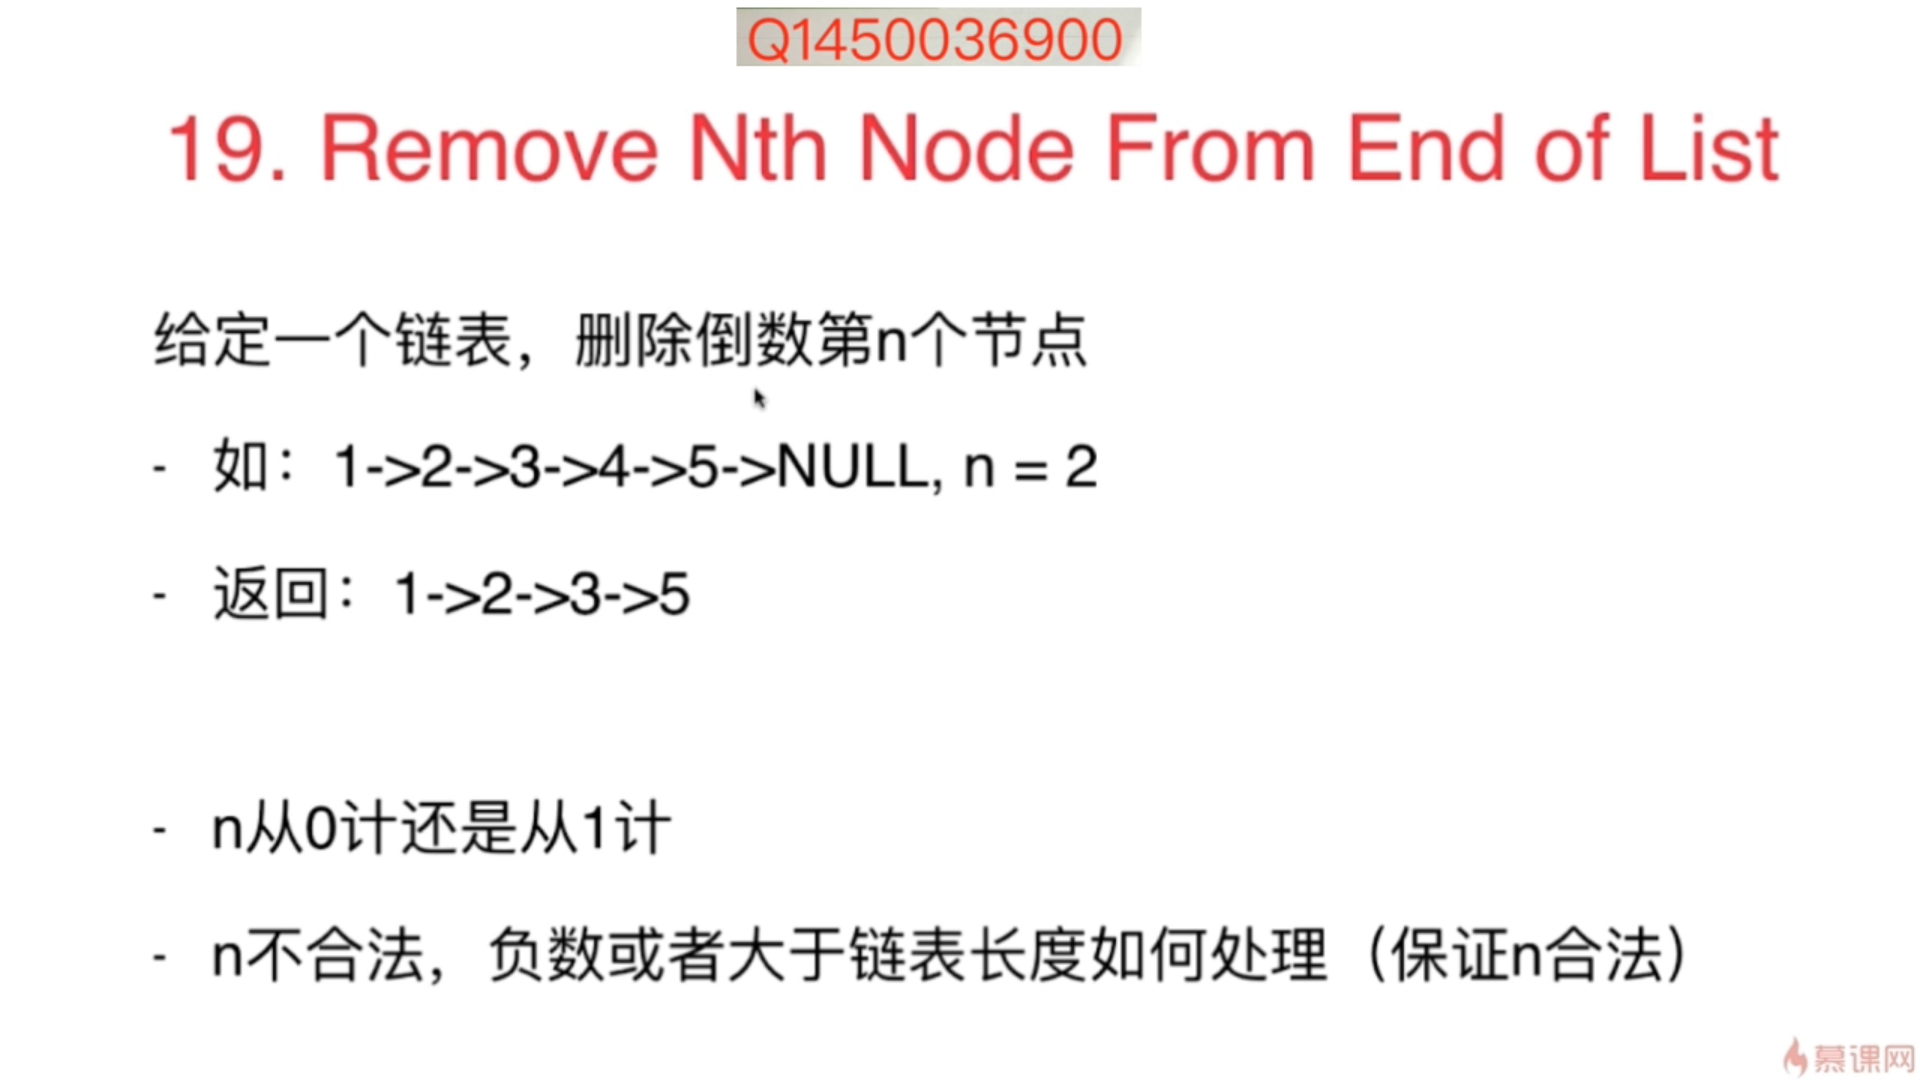 Q1450036900
19. Remove Nth Node From End of List
给定一个链表，删除倒数第n个节点
- 如：1->2->3->4->5->NULL, n = 2
- 返回：1->2->3->5
- n从0计还是从1计
- n不合法，负数或者大于链表长度如何处理（保证n合法）
慕课网